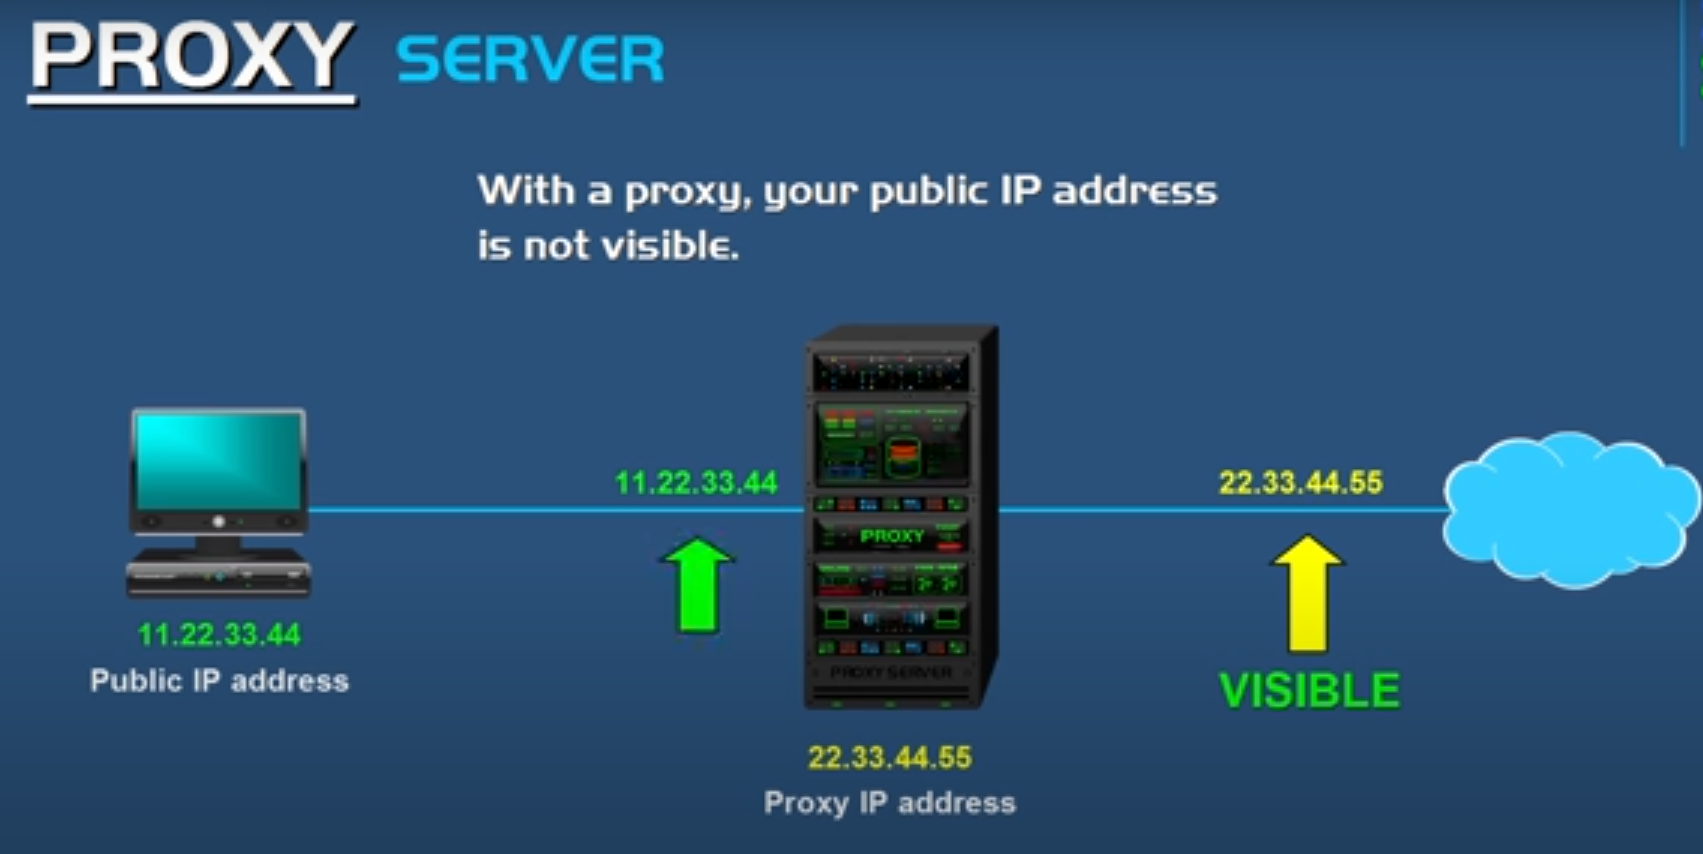 PROXY SERVER
With a proxy, your public IP address
is not visible.
11.22.33.44
22.33.44.55
PROXY
PROXY SERVER
11.22.33.44
Public IP address
VISIBLE
22.33.44.55
Proxy IP address